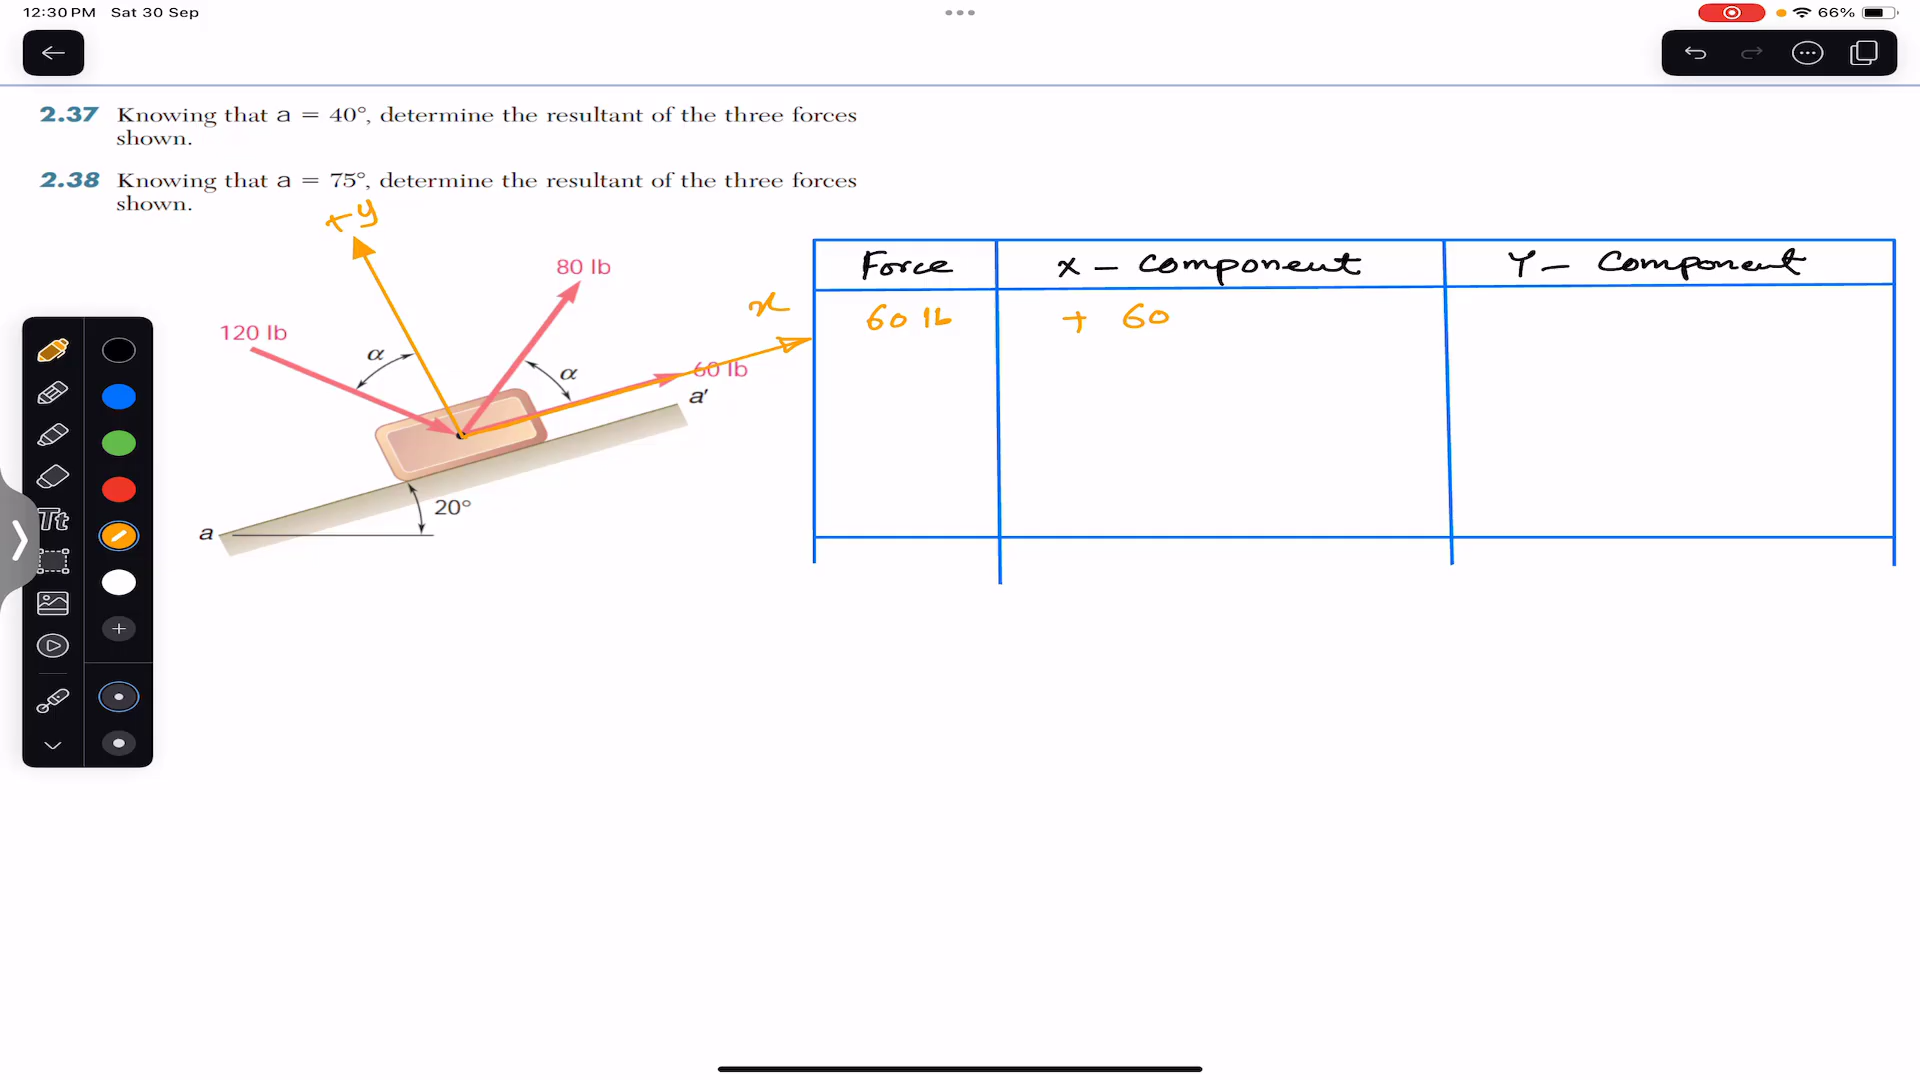 12:30 PM Sat 30 Sep
66%
2.37 Knowing that a = 40°, determine the resultant of the three forces
shown.
2.38 Knowing that a = 75°, determine the resultant of the three forces
shown.
+y
80 lb
x
120 lb
α
α
60 lb
a'
20°
a
Force X - Component Y - Component
60 lb + 60
Tt